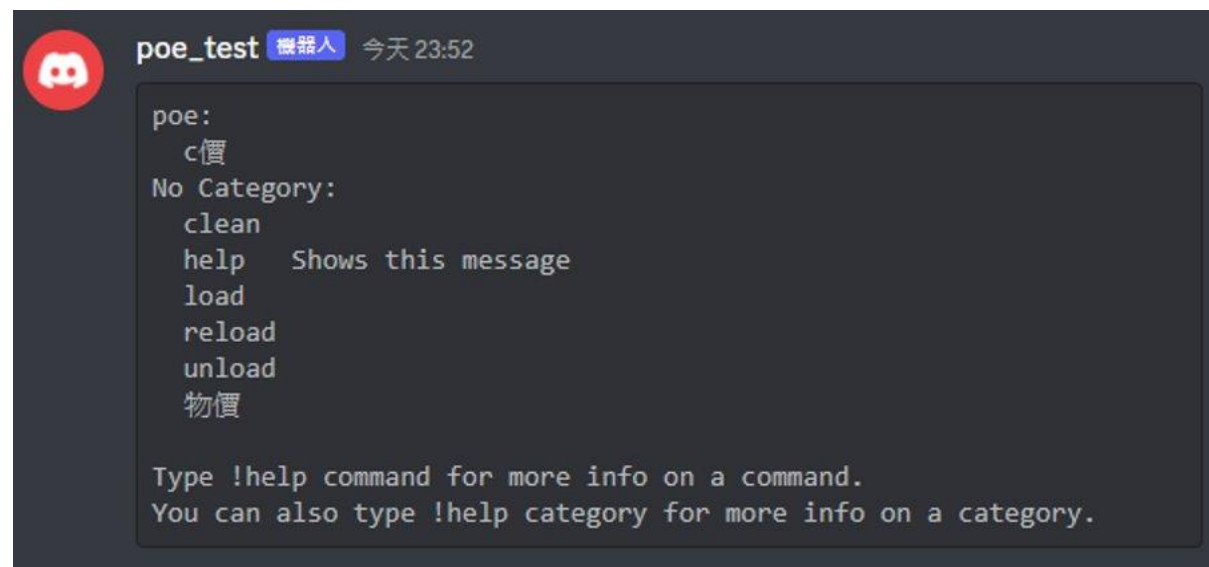 poe_test 機器人 今天 23:52
poe:
  c價
No Category:
  clean
  help   Shows this message
  load
  reload
  unload
  物價

Type !help command for more info on a command.
You can also type !help category for more info on a category.